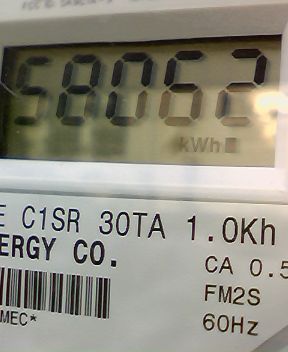 58062
kWh
E C1SR 30TA 1.0Kh
ERGY CO.
CA 0.5
FM2S
60Hz
MEC*